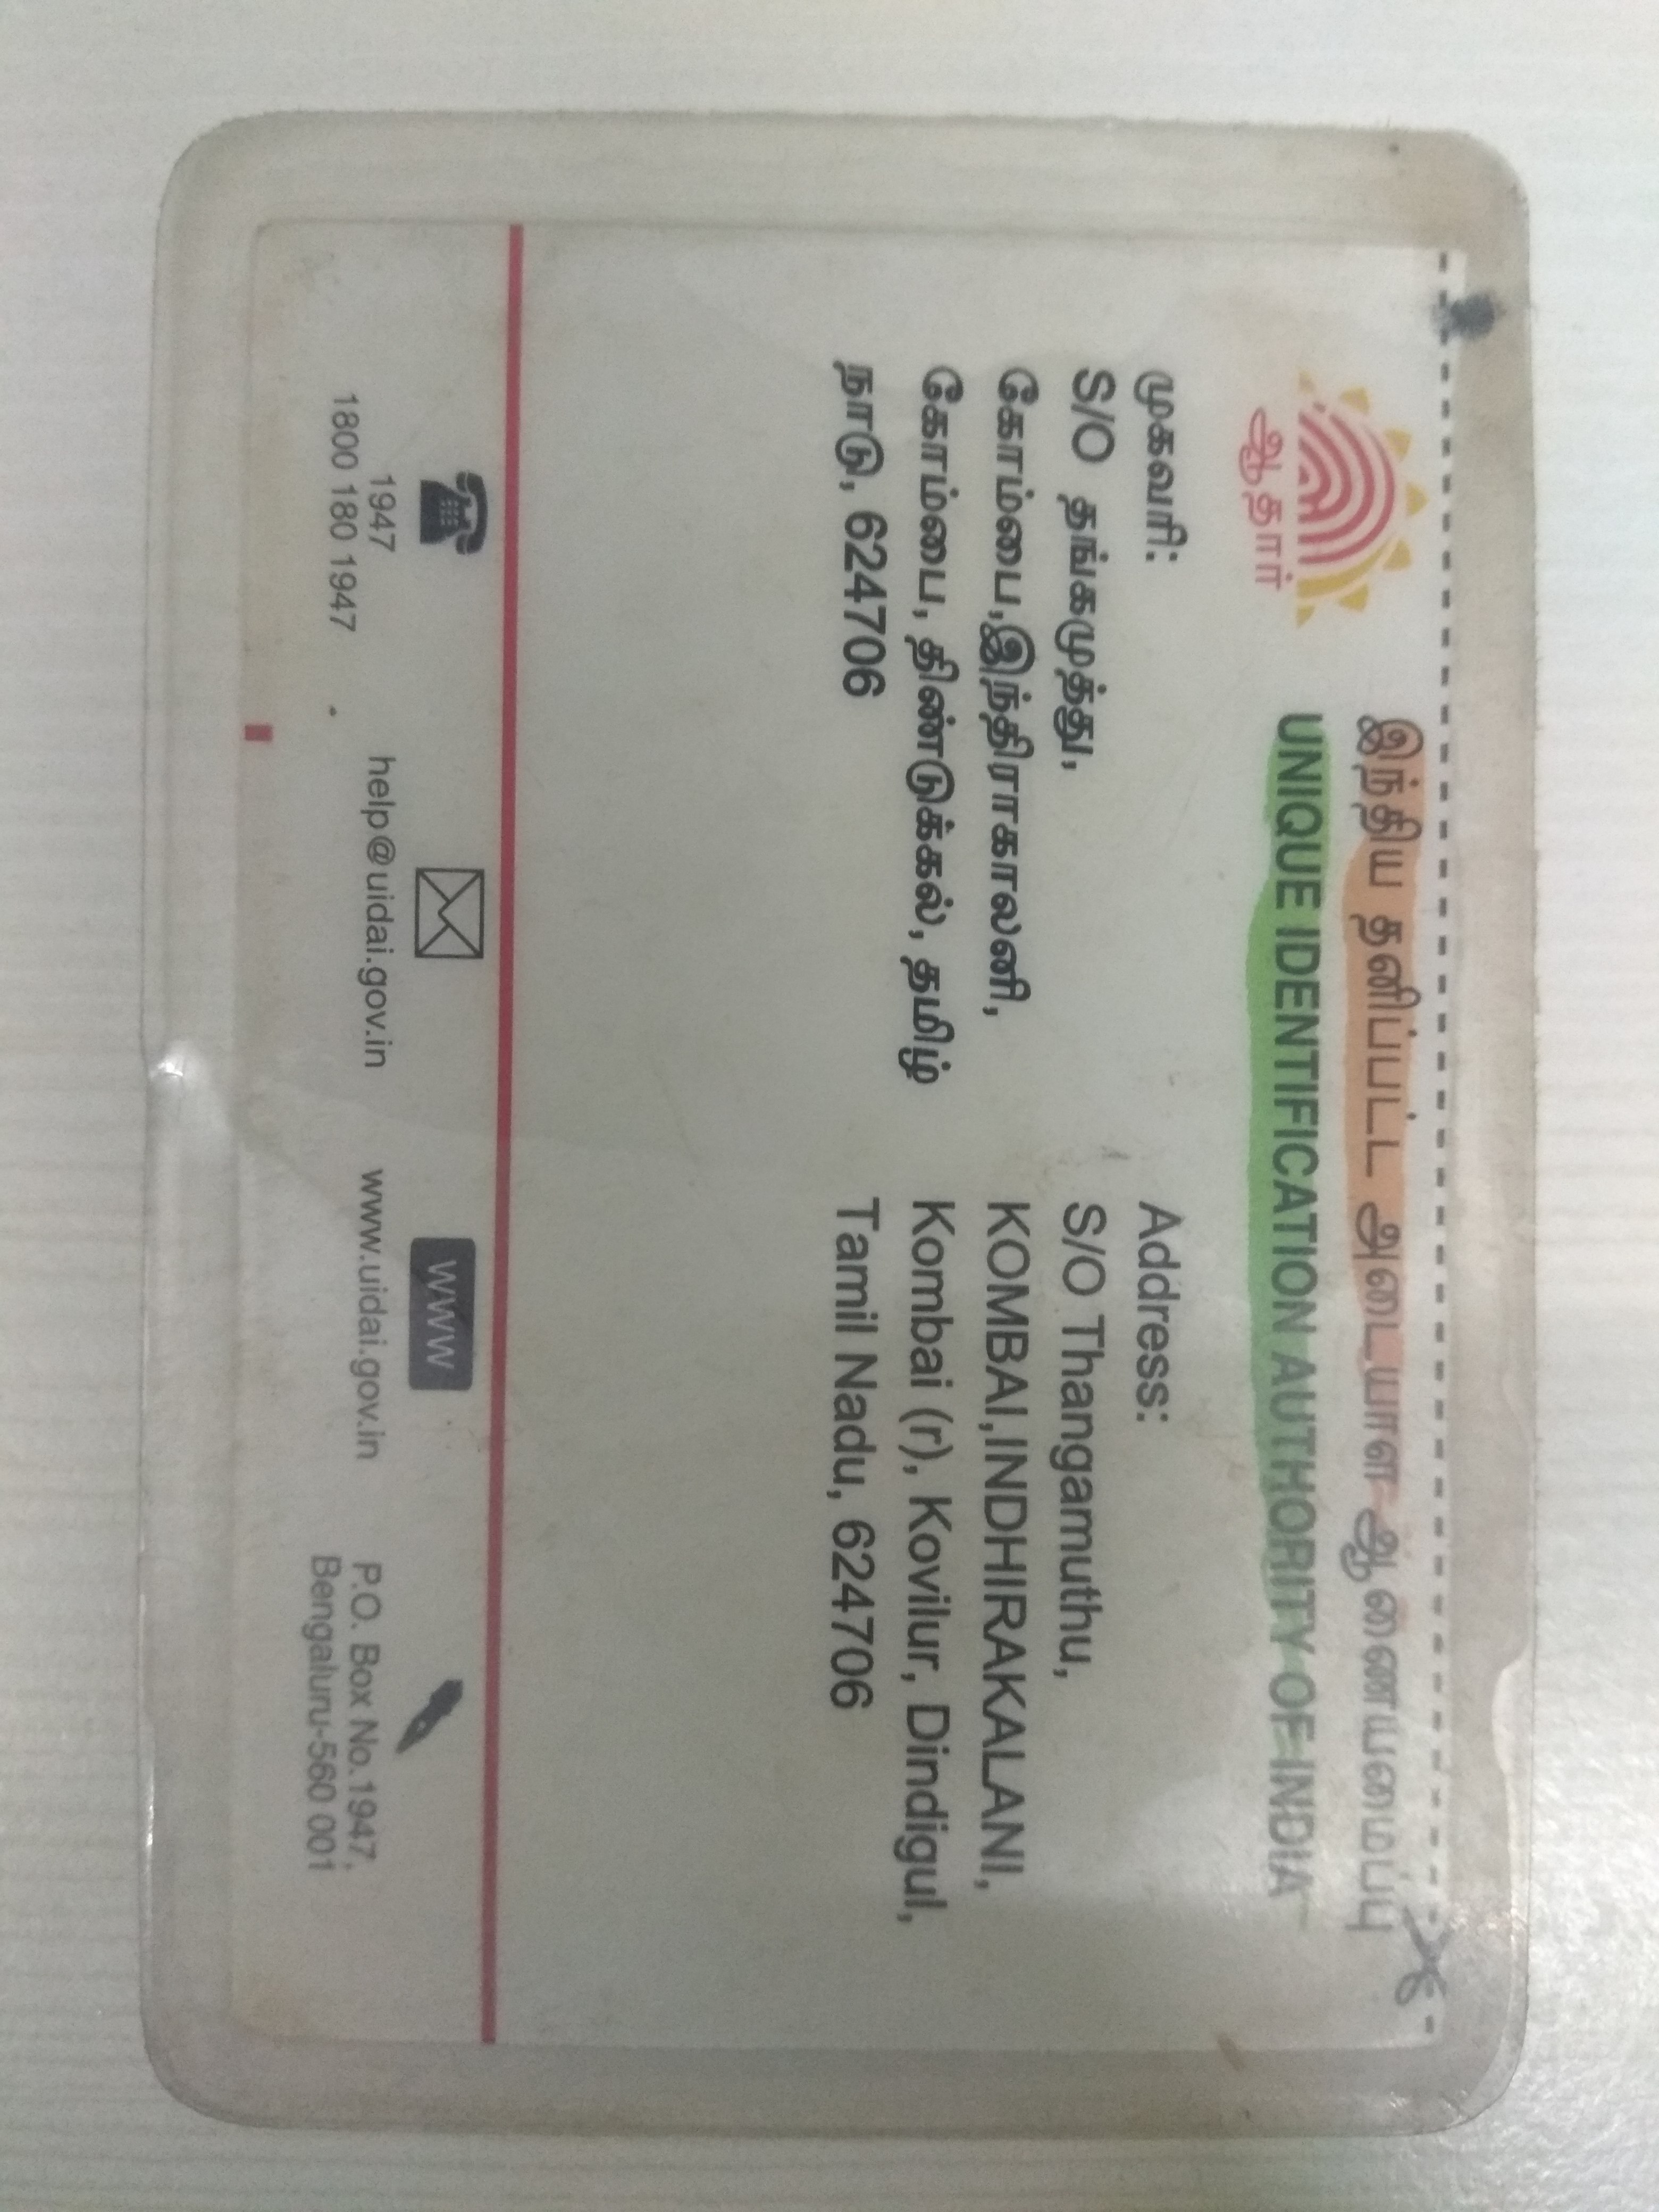 இந்திய தனிப்பட்ட அடையாள ஆணையமைப்பு
UNIQUE IDENTIFICATION AUTHORITY OF INDIA
ஆதார்
முகவரி:
S/O தங்கமுத்து,
கோம்பை,இந்திராகாலனி,
கோம்பை, திண்டுக்கல், தமிழ்
நாடு, 624706
Address:
S/O Thangamuthu,
KOMBAI,INDHIRAKALANI,
Kombai (r), Kovilur, Dindigul,
Tamil Nadu, 624706
1947
1800 180 1947
help@uidai.gov.in
WWW
www.uidai.gov.in
P.O. Box No.1947,
Bengaluru-560 001